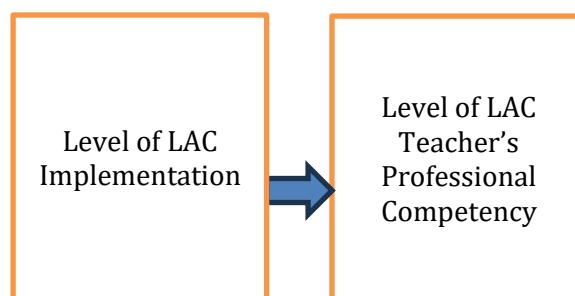 Level of LAC
Implementation
Level of LAC
Teacher’s
Professional
Competency